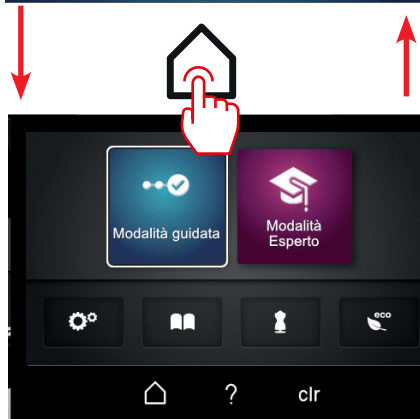 Modalità guidata
Modalità
Esperto
eco
?
clr